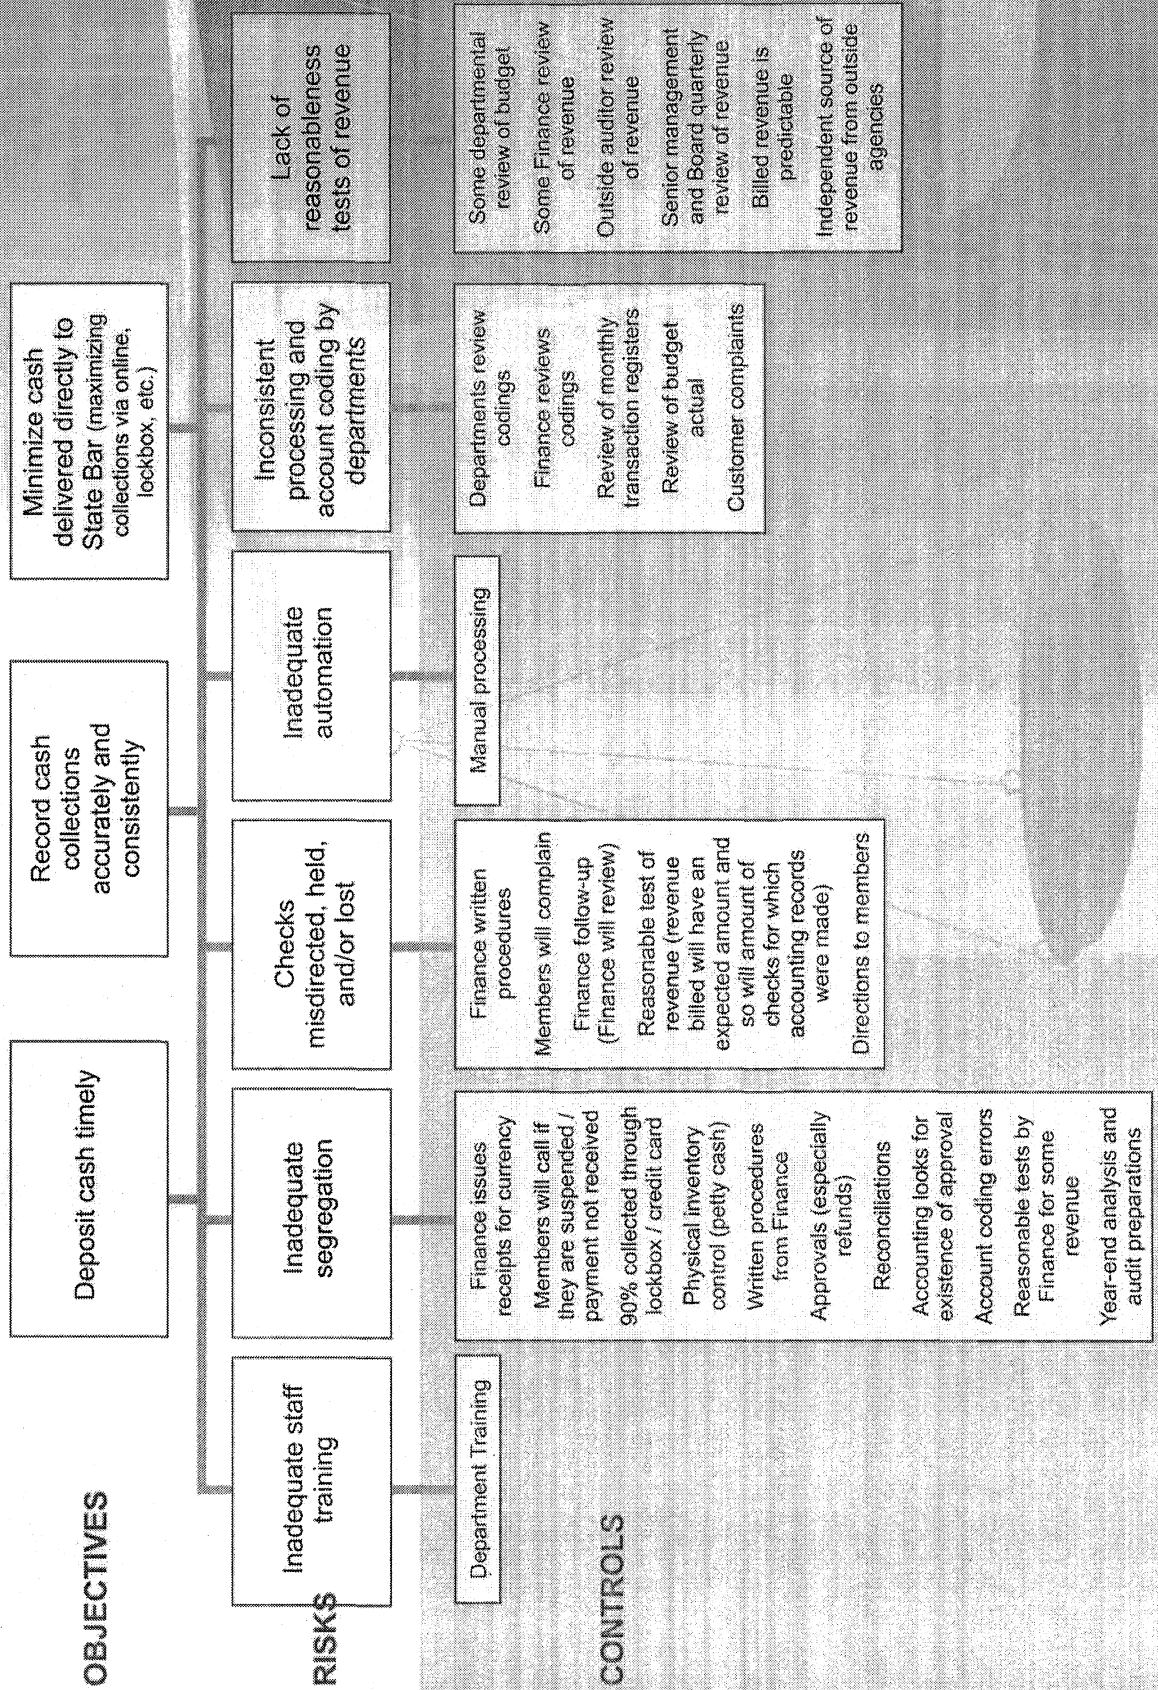 OBJECTIVES
Deposit cash timely
Record cash
collections
accurately and
consistently
Minimize cash
delivered directly to
State Bar (maximizing
collections via online,
lockbox, etc.)
RISKS
Inadequate staff
training
Inadequate
segregation
Checks
misdirected, held,
and/or lost
Inadequate
automation
Inconsistent
processing and
account coding by
departments
Lack of
reasonableness
tests of revenue
CONTROLS
Department Training
Finance issues
receipts for currency
Members will call if
they are suspended /
payment not received
90% collected through
lockbox / credit card
Physical inventory
control (petty cash)
Written procedures
from Finance
Approvals (especially
refunds)
Reconciliations
Accounting looks for
existence of approval
Account coding errors
Reasonable tests by
Finance for some
revenue
Year-end analysis and
audit preparations
Finance written
procedures
Members will complain
Finance follow-up
(Finance will review)
Reasonable test of
revenue (revenue
billed will have an
expected amount and
so will amount of
checks for which
accounting records
were made)
Directions to members
Manual processing
Departments review
codings
Finance reviews
codings
Review of monthly
transaction registers
Review of budget
actual
Customer complaints
Some departmental
review of budget
Some Finance review
of revenue
Outside auditor review
of revenue
Senior management
and Board quarterly
review of revenue
Billed revenue is
predictable
Independent source of
revenue from outside
agencies